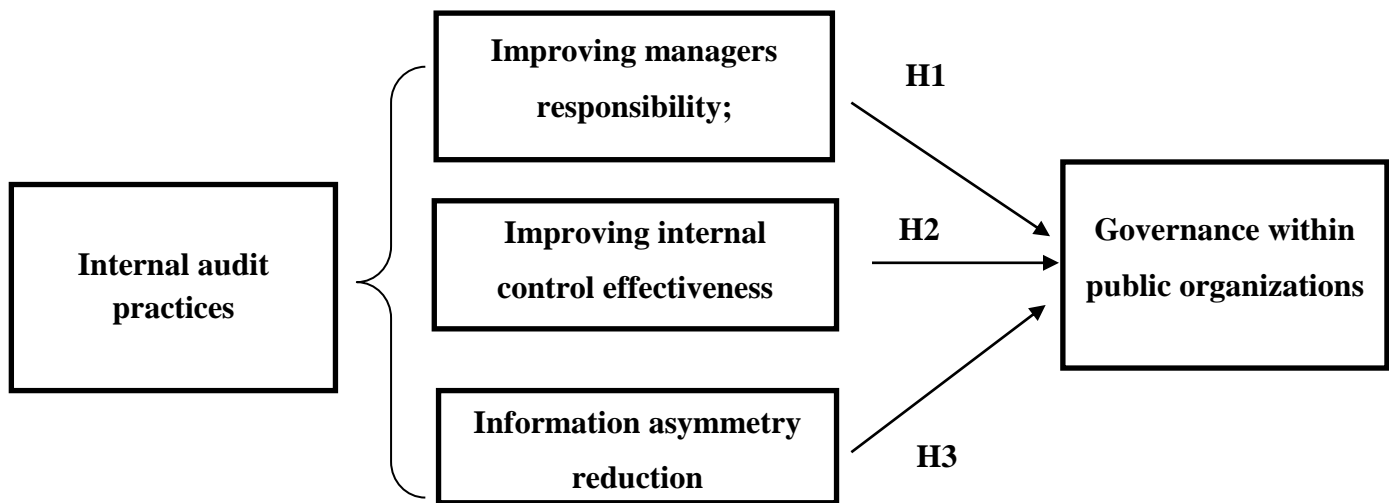 Internal audit
practices
Improving managers
responsibility;
Improving internal
control effectiveness
Information asymmetry
reduction
H1
H2
H3
Governance within
public organizations